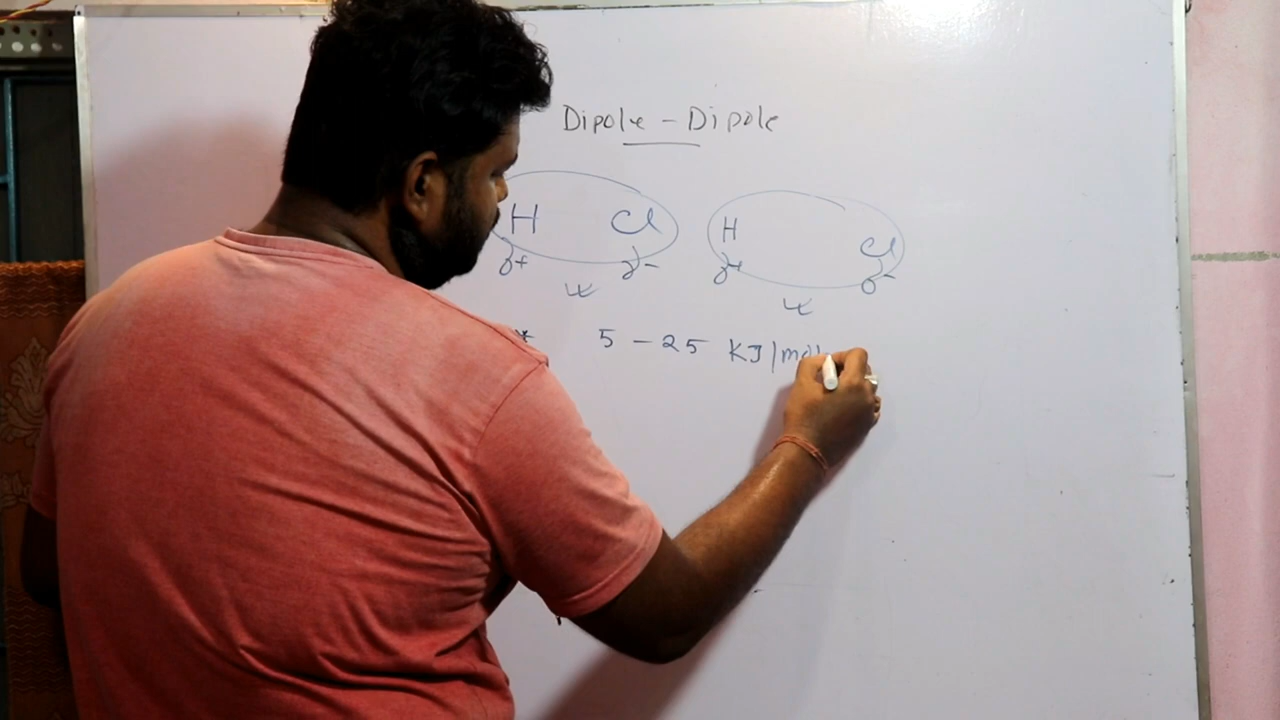 Dipole - Dipole
H Cl H Cl
δ+ δ- δ+ δ-
* 5 - 25 KJ/mol